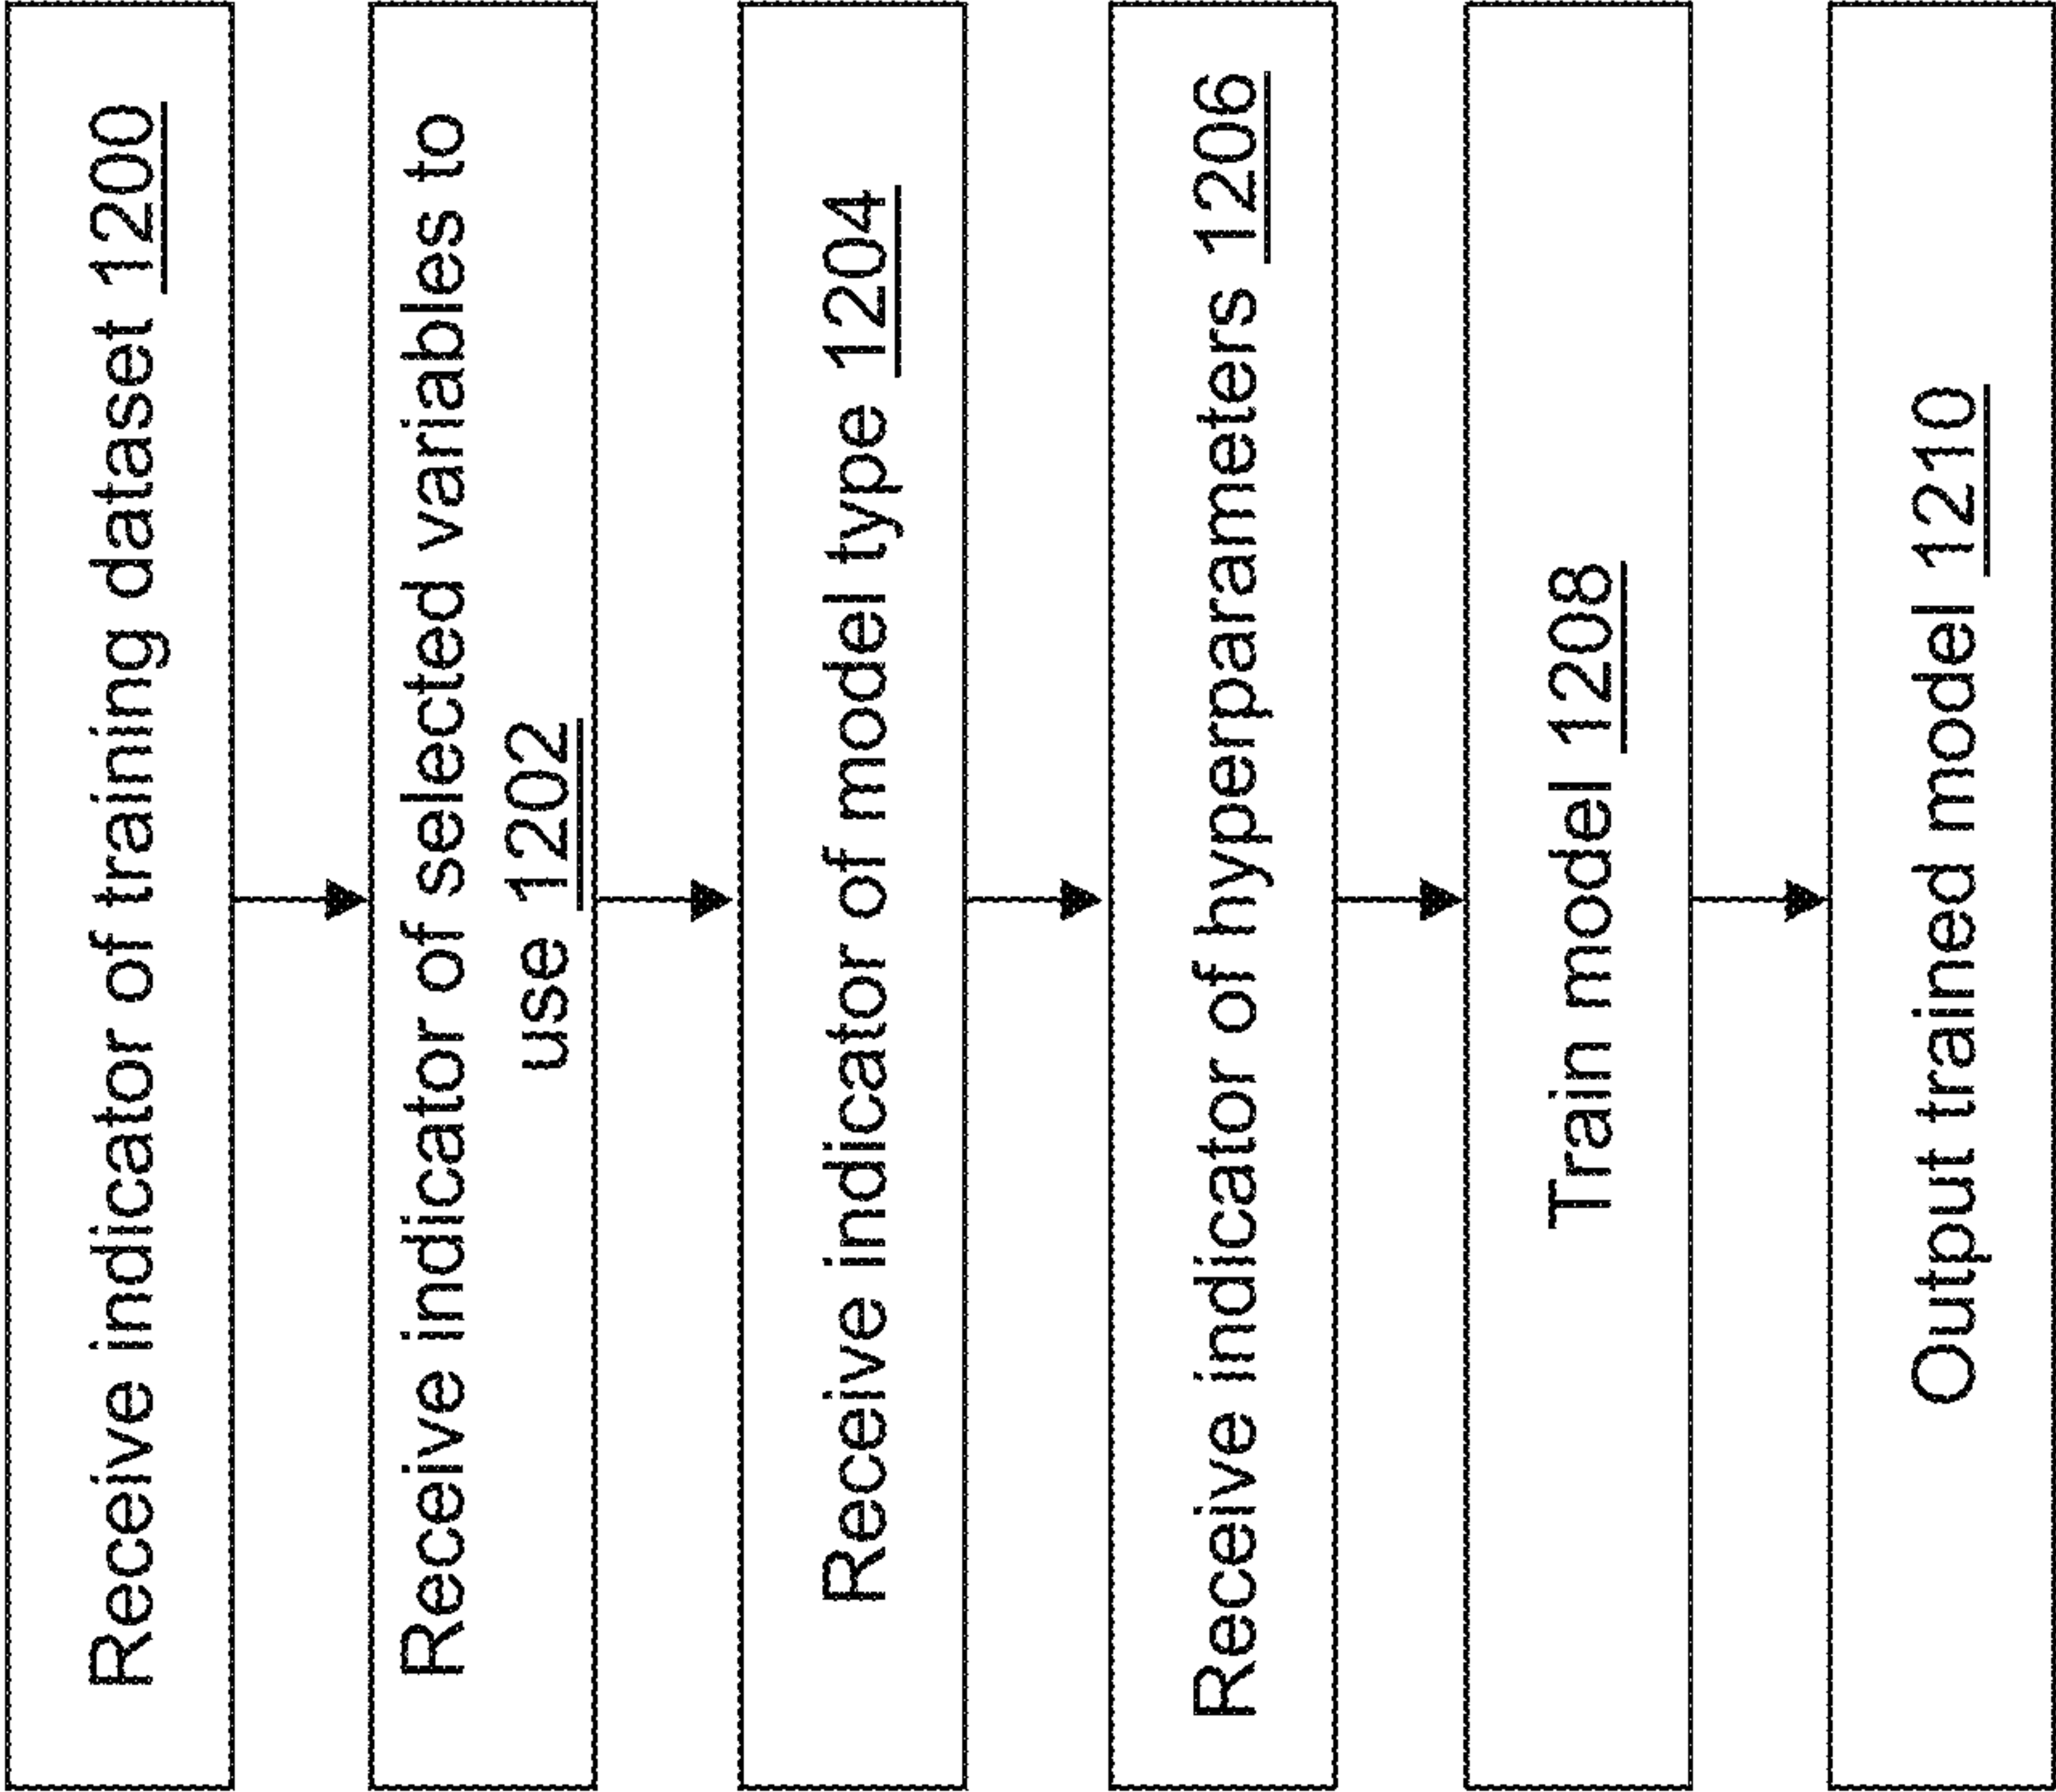 Receive indicator of training dataset 1200
Receive indicator of selected variables to
use 1202
Receive indicator of model type 1204
Receive indicator of hyperparameters 1206
Train model 1208
Output trained model 1210